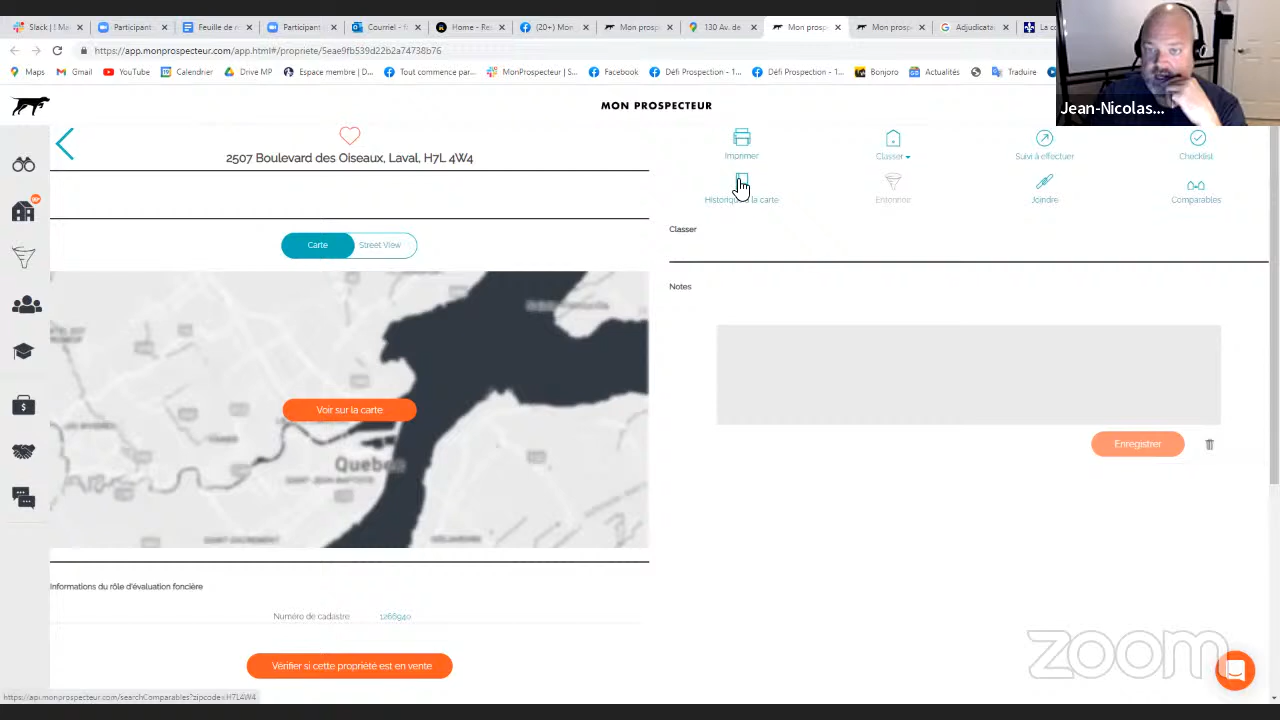 Slack | M
Participant
Feuille de r
Participant
Courriel -
Home - Re
(20+) Mon
Mon prosp
130 Av. de
Mon prosp
Mon prosp
Adjudicata
La co
https://app.monprospecteur.com/app.html#/propriete/5eae9fb539d22b2a74738b76
Maps
Gmail
YouTube
Calendrier
Drive MP
Espace membre D...
Tout commence par...
MonProspecteur | S...
Facebook
Défi Prospection - 1...
Défi Prospection - 1...
Bonjoro
Actualités
Traduire
Jean-Nicolas...
MON PROSPECTEUR
2507 Boulevard des Oiseaux, Laval, H7L 4W4
Imprimer
Classer
Suivi à effectuer
Checklist
Historique la carte
Entonnoir
Joindre
Comparables
Carte
Street View
Classer
Notes
Voir sur la carte
Quebec
Enregistrer
Informations du rôle d'évaluation foncière
Numéro de cadastre
1266940
Vérifier si cette propriété est en vente
zoom
https://api.monprospecteur.com/searchComparables?zipcode=H7L4W4